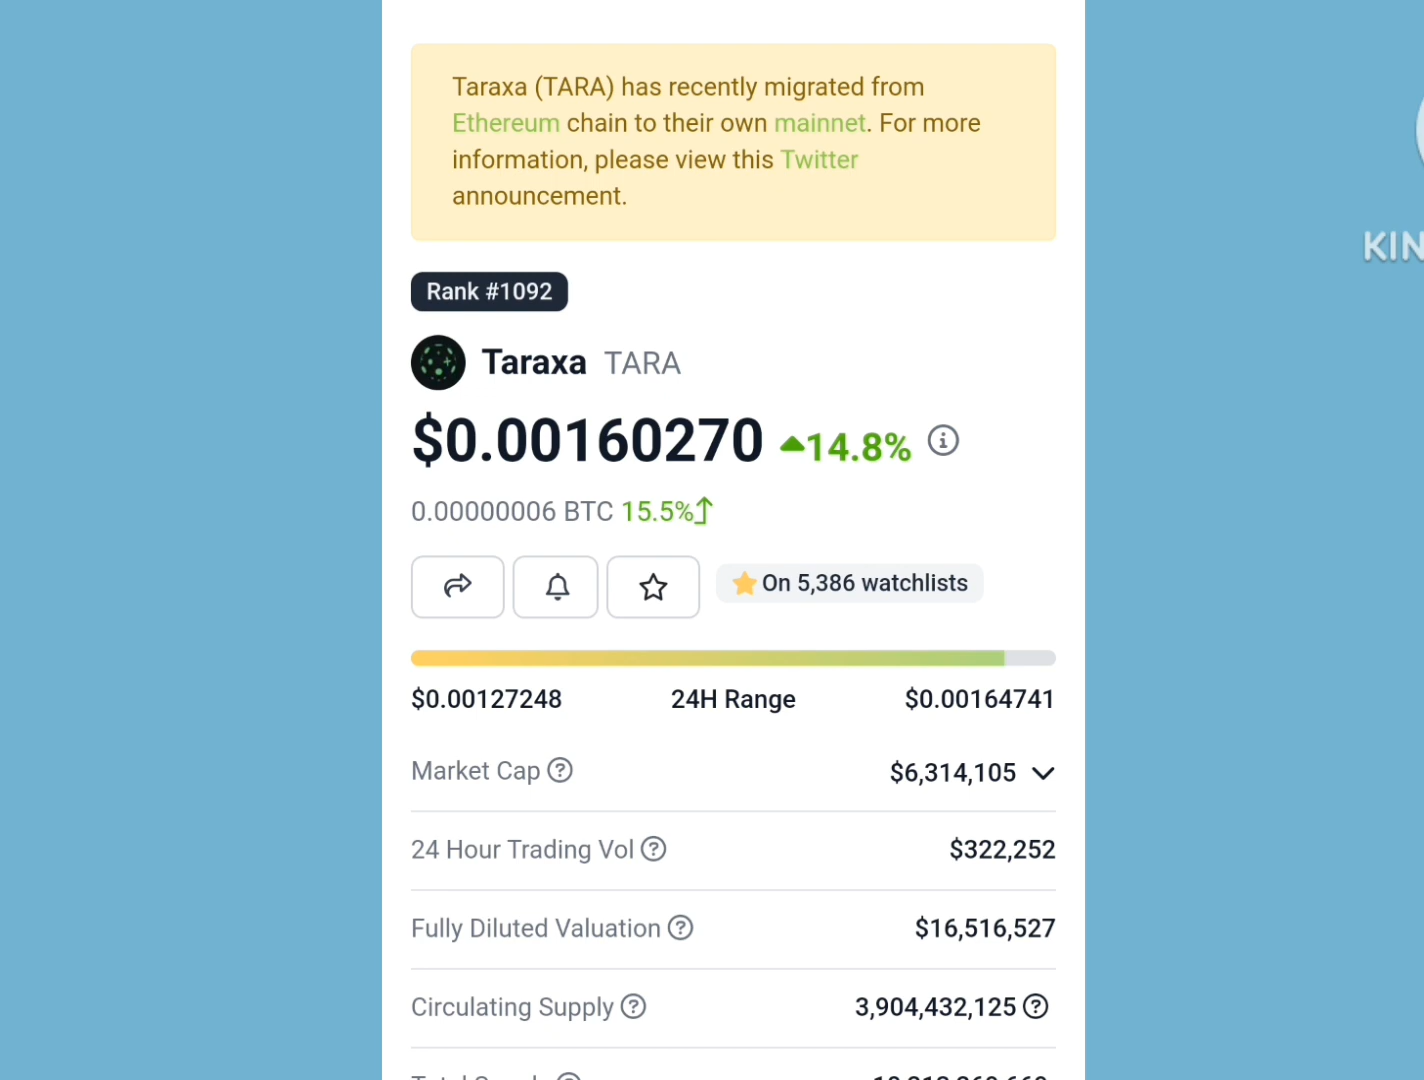 Taraxa (TARA) has recently migrated from
Ethereum chain to their own mainnet. For more
information, please view this Twitter
announcement.
KIN
Rank #1092
Taraxa TARA
$0.00160270 14.8%
0.00000006 BTC 15.5%
On 5,386 watchlists
$0.00127248 24H Range $0.00164741
Market Cap $6,314,105
24 Hour Trading Vol $322,252
Fully Diluted Valuation $16,516,527
Circulating Supply 3,904,432,125